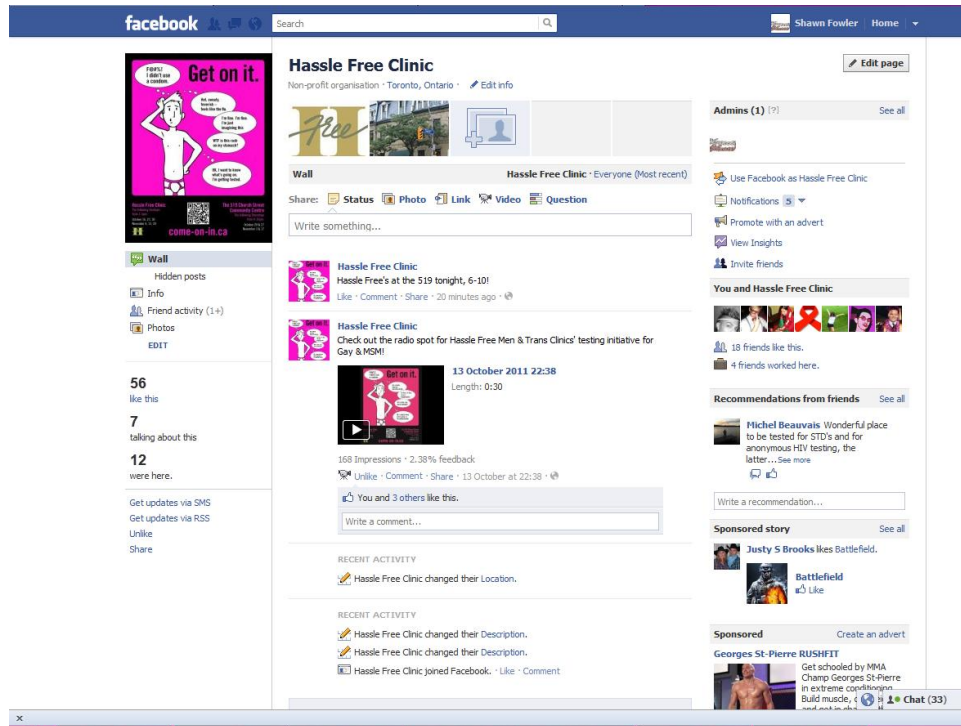 facebook
Search
Shawn Fowler
Home
F@#%!
I didn't use
a condom.
Get on it.
come-on-in.ca
Hassle Free Clinic
Non-profit organisation · Toronto, Ontario · Edit info
Edit page
H Free
Wall
Hassle Free Clinic · Everyone (Most recent)
Share: Status Photo Link Video Question
Write something...
Wall
Hidden posts
Info
Friend activity (1+)
Photos
EDIT
56
like this
7
talking about this
12
were here.
Get updates via SMS
Get updates via RSS
Unlike
Share
Hassle Free Clinic
Hassle Free's at the 519 tonight, 6-10!
Like · Comment · Share · 20 minutes ago ·
Hassle Free Clinic
Check out the radio spot for Hassle Free Men & Trans Clinics' testing initiative for
Gay & MSM!
13 October 2011 22:38
Length: 0:30
168 Impressions · 2.38% feedback
Unlike · Comment · Share · 13 October at 22:38 ·
You and 3 others like this.
Write a comment...
RECENT ACTIVITY
Hassle Free Clinic changed their Location.
RECENT ACTIVITY
Hassle Free Clinic changed their Description.
Hassle Free Clinic changed their Description.
Hassle Free Clinic joined Facebook. · Like · Comment
Admins (1) [?]
See all
Use Facebook as Hassle Free Clinic
Notifications 5
Promote with an advert
View Insights
Invite friends
You and Hassle Free Clinic
18 friends like this.
4 friends worked here.
Recommendations from friends
See all
Michel Beauvais Wonderful place
to be tested for STD's and for
anonymous HIV testing, the
latter... See more
Write a recommendation...
Sponsored story
See all
Justy S Brooks likes Battlefield.
Battlefield
Like
Sponsored
Create an advert
Georges St-Pierre RUSHFIT
Get schooled by MMA
Champ Georges St-Pierre
in extreme conditioning.
Build muscle,
Chat (33)
x